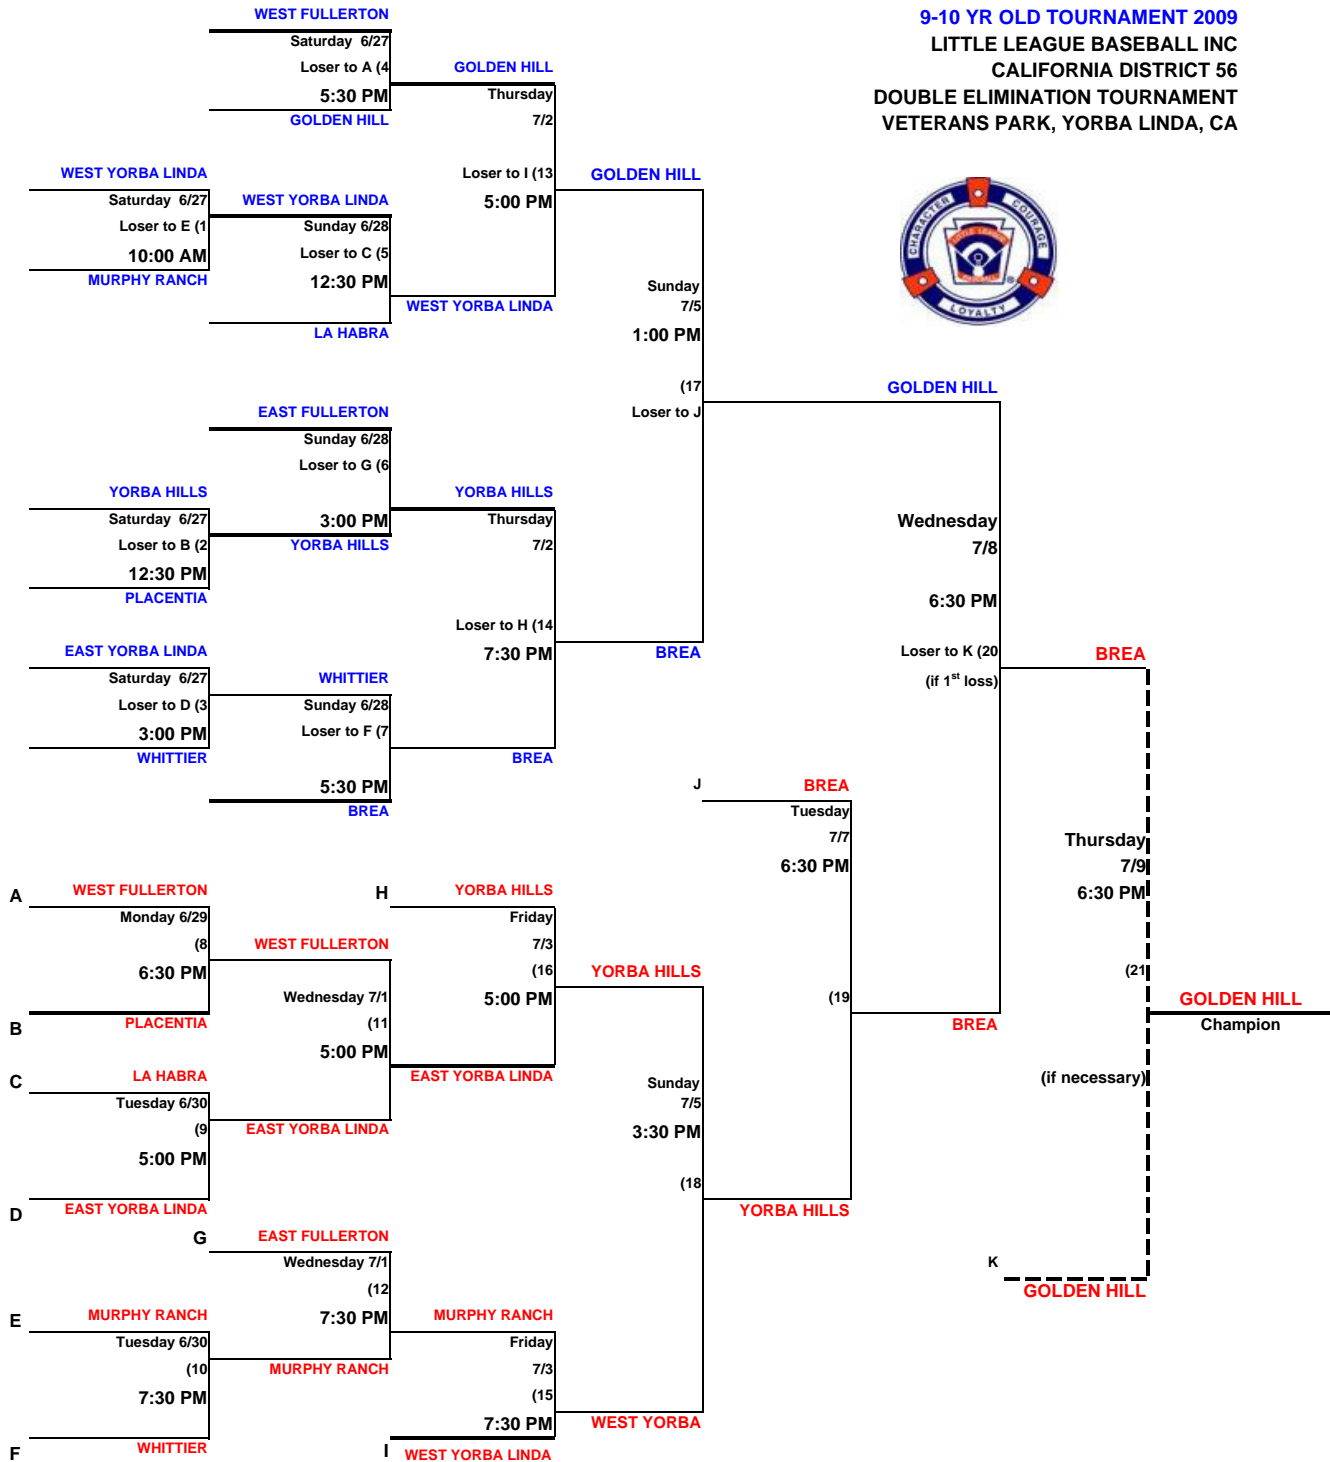 9-10 YR OLD TOURNAMENT 2009
LITTLE LEAGUE BASEBALL INC
CALIFORNIA DISTRICT 56
DOUBLE ELIMINATION TOURNAMENT
VETERANS PARK, YORBA LINDA, CA
CHARACTER
COURAGE
LOYALTY
LITTLE LEAGUE
BASEBALL
®
WEST FULLERTON
Saturday 6/27
Loser to A (4
5:30 PM
GOLDEN HILL
GOLDEN HILL
Thursday
7/2
Loser to I (13
5:00 PM
WEST YORBA LINDA
Saturday 6/27
Loser to E (1
10:00 AM
MURPHY RANCH
WEST YORBA LINDA
Sunday 6/28
Loser to C (5
12:30 PM
LA HABRA
WEST YORBA LINDA
GOLDEN HILL
Sunday
7/5
1:00 PM
(17
Loser to J
EAST FULLERTON
Sunday 6/28
Loser to G (6
3:00 PM
YORBA HILLS
YORBA HILLS
Saturday 6/27
Loser to B (2
12:30 PM
PLACENTIA
YORBA HILLS
Thursday
7/2
Loser to H (14
7:30 PM
BREA
EAST YORBA LINDA
Saturday 6/27
Loser to D (3
3:00 PM
WHITTIER
WHITTIER
Sunday 6/28
Loser to F (7
5:30 PM
BREA
BREA
GOLDEN HILL
Wednesday
7/8
6:30 PM
Loser to K (20
(if 1st loss)
BREA
J
BREA
Tuesday
7/7
6:30 PM
(19
BREA
Thursday
7/9
6:30 PM
(21
(if necessary)
GOLDEN HILL
Champion
K
GOLDEN HILL
A
WEST FULLERTON
Monday 6/29
(8
6:30 PM
B
PLACENTIA
WEST FULLERTON
Wednesday 7/1
(11
5:00 PM
C
LA HABRA
Tuesday 6/30
(9
5:00 PM
D
EAST YORBA LINDA
EAST YORBA LINDA
H
YORBA HILLS
Friday
7/3
(16
5:00 PM
EAST YORBA LINDA
YORBA HILLS
Sunday
7/5
3:30 PM
(18
YORBA HILLS
G
EAST FULLERTON
Wednesday 7/1
(12
7:30 PM
MURPHY RANCH
E
MURPHY RANCH
Tuesday 6/30
(10
7:30 PM
F
WHITTIER
MURPHY RANCH
Friday
7/3
(15
7:30 PM
I
WEST YORBA LINDA
WEST YORBA